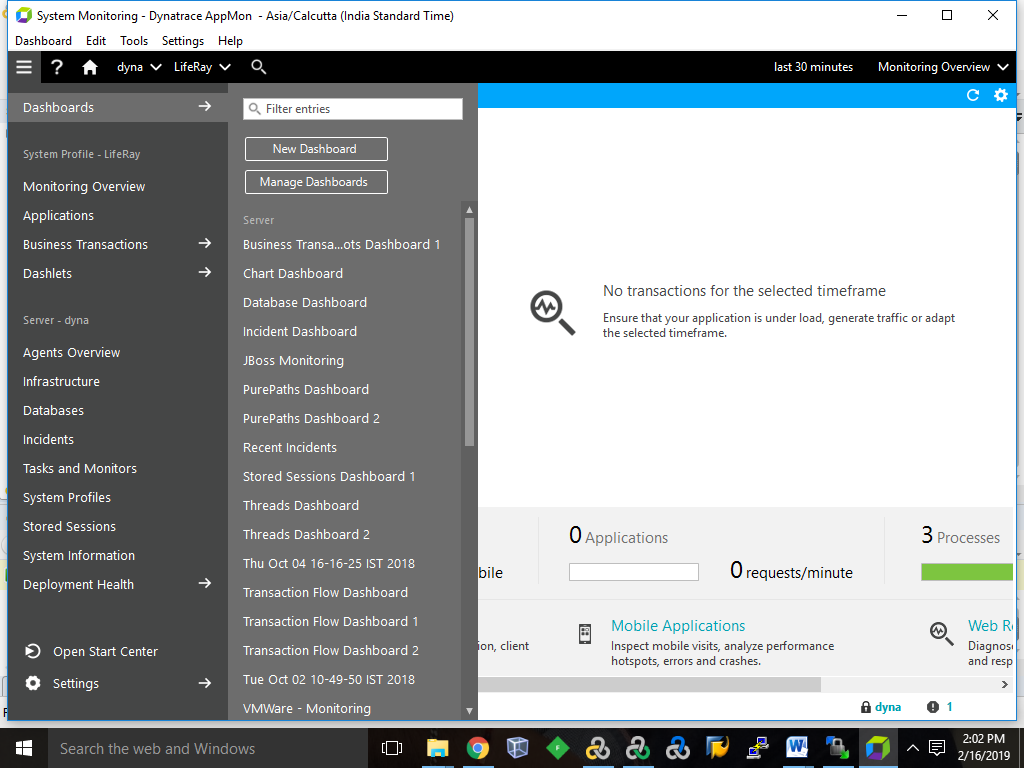 System Monitoring - Dynatrace AppMon - Asia/Calcutta (India Standard Time)
Dashboard Edit Tools Settings Help
dyna LifeRay last 30 minutes Monitoring Overview
Dashboards
System Profile - LifeRay
Monitoring Overview
Applications
Business Transactions
Dashlets
Server - dyna
Agents Overview
Infrastructure
Databases
Incidents
Tasks and Monitors
System Profiles
Stored Sessions
System Information
Deployment Health
Open Start Center
Settings
Filter entries
New Dashboard
Manage Dashboards
Server
Business Transa...ots Dashboard 1
Chart Dashboard
Database Dashboard
Incident Dashboard
JBoss Monitoring
PurePaths Dashboard
PurePaths Dashboard 2
Recent Incidents
Stored Sessions Dashboard 1
Threads Dashboard
Threads Dashboard 2
Thu Oct 04 16-16-25 IST 2018
Transaction Flow Dashboard
Transaction Flow Dashboard 1
Transaction Flow Dashboard 2
Tue Oct 02 10-49-50 IST 2018
VMWare - Monitoring
No transactions for the selected timeframe
Ensure that your application is under load, generate traffic or adapt
the selected timeframe.
0 Applications
3 Processes
bile
0 requests/minute
Mobile Applications
Inspect mobile visits, analyze performance
hotspots, errors and crashes.
ion, client
Web R
Diagnos
and resp
dyna 1
Search the web and Windows
2:02 PM
2/16/2019